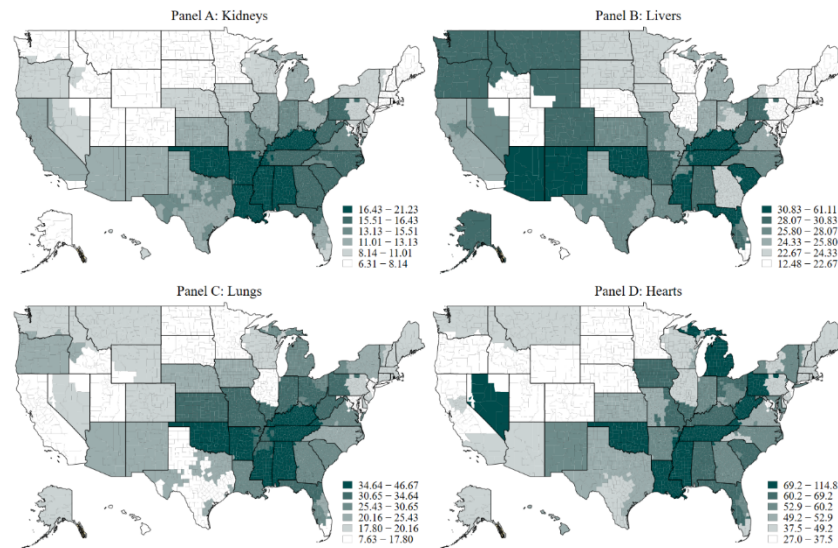 Panel A: Kidneys
16.43 – 21.23
15.51 – 16.43
13.13 – 15.51
11.01 – 13.13
8.14 – 11.01
6.31 – 8.14
Panel B: Livers
30.83 – 61.11
28.07 – 30.83
25.80 – 28.07
24.33 – 25.80
22.67 – 24.33
12.48 – 22.67
Panel C: Lungs
34.64 – 46.67
30.65 – 34.64
25.43 – 30.65
20.16 – 25.43
17.80 – 20.16
7.63 – 17.80
Panel D: Hearts
69.2 – 114.8
60.2 – 69.2
52.9 – 60.2
49.2 – 52.9
37.5 – 49.2
27.0 – 37.5